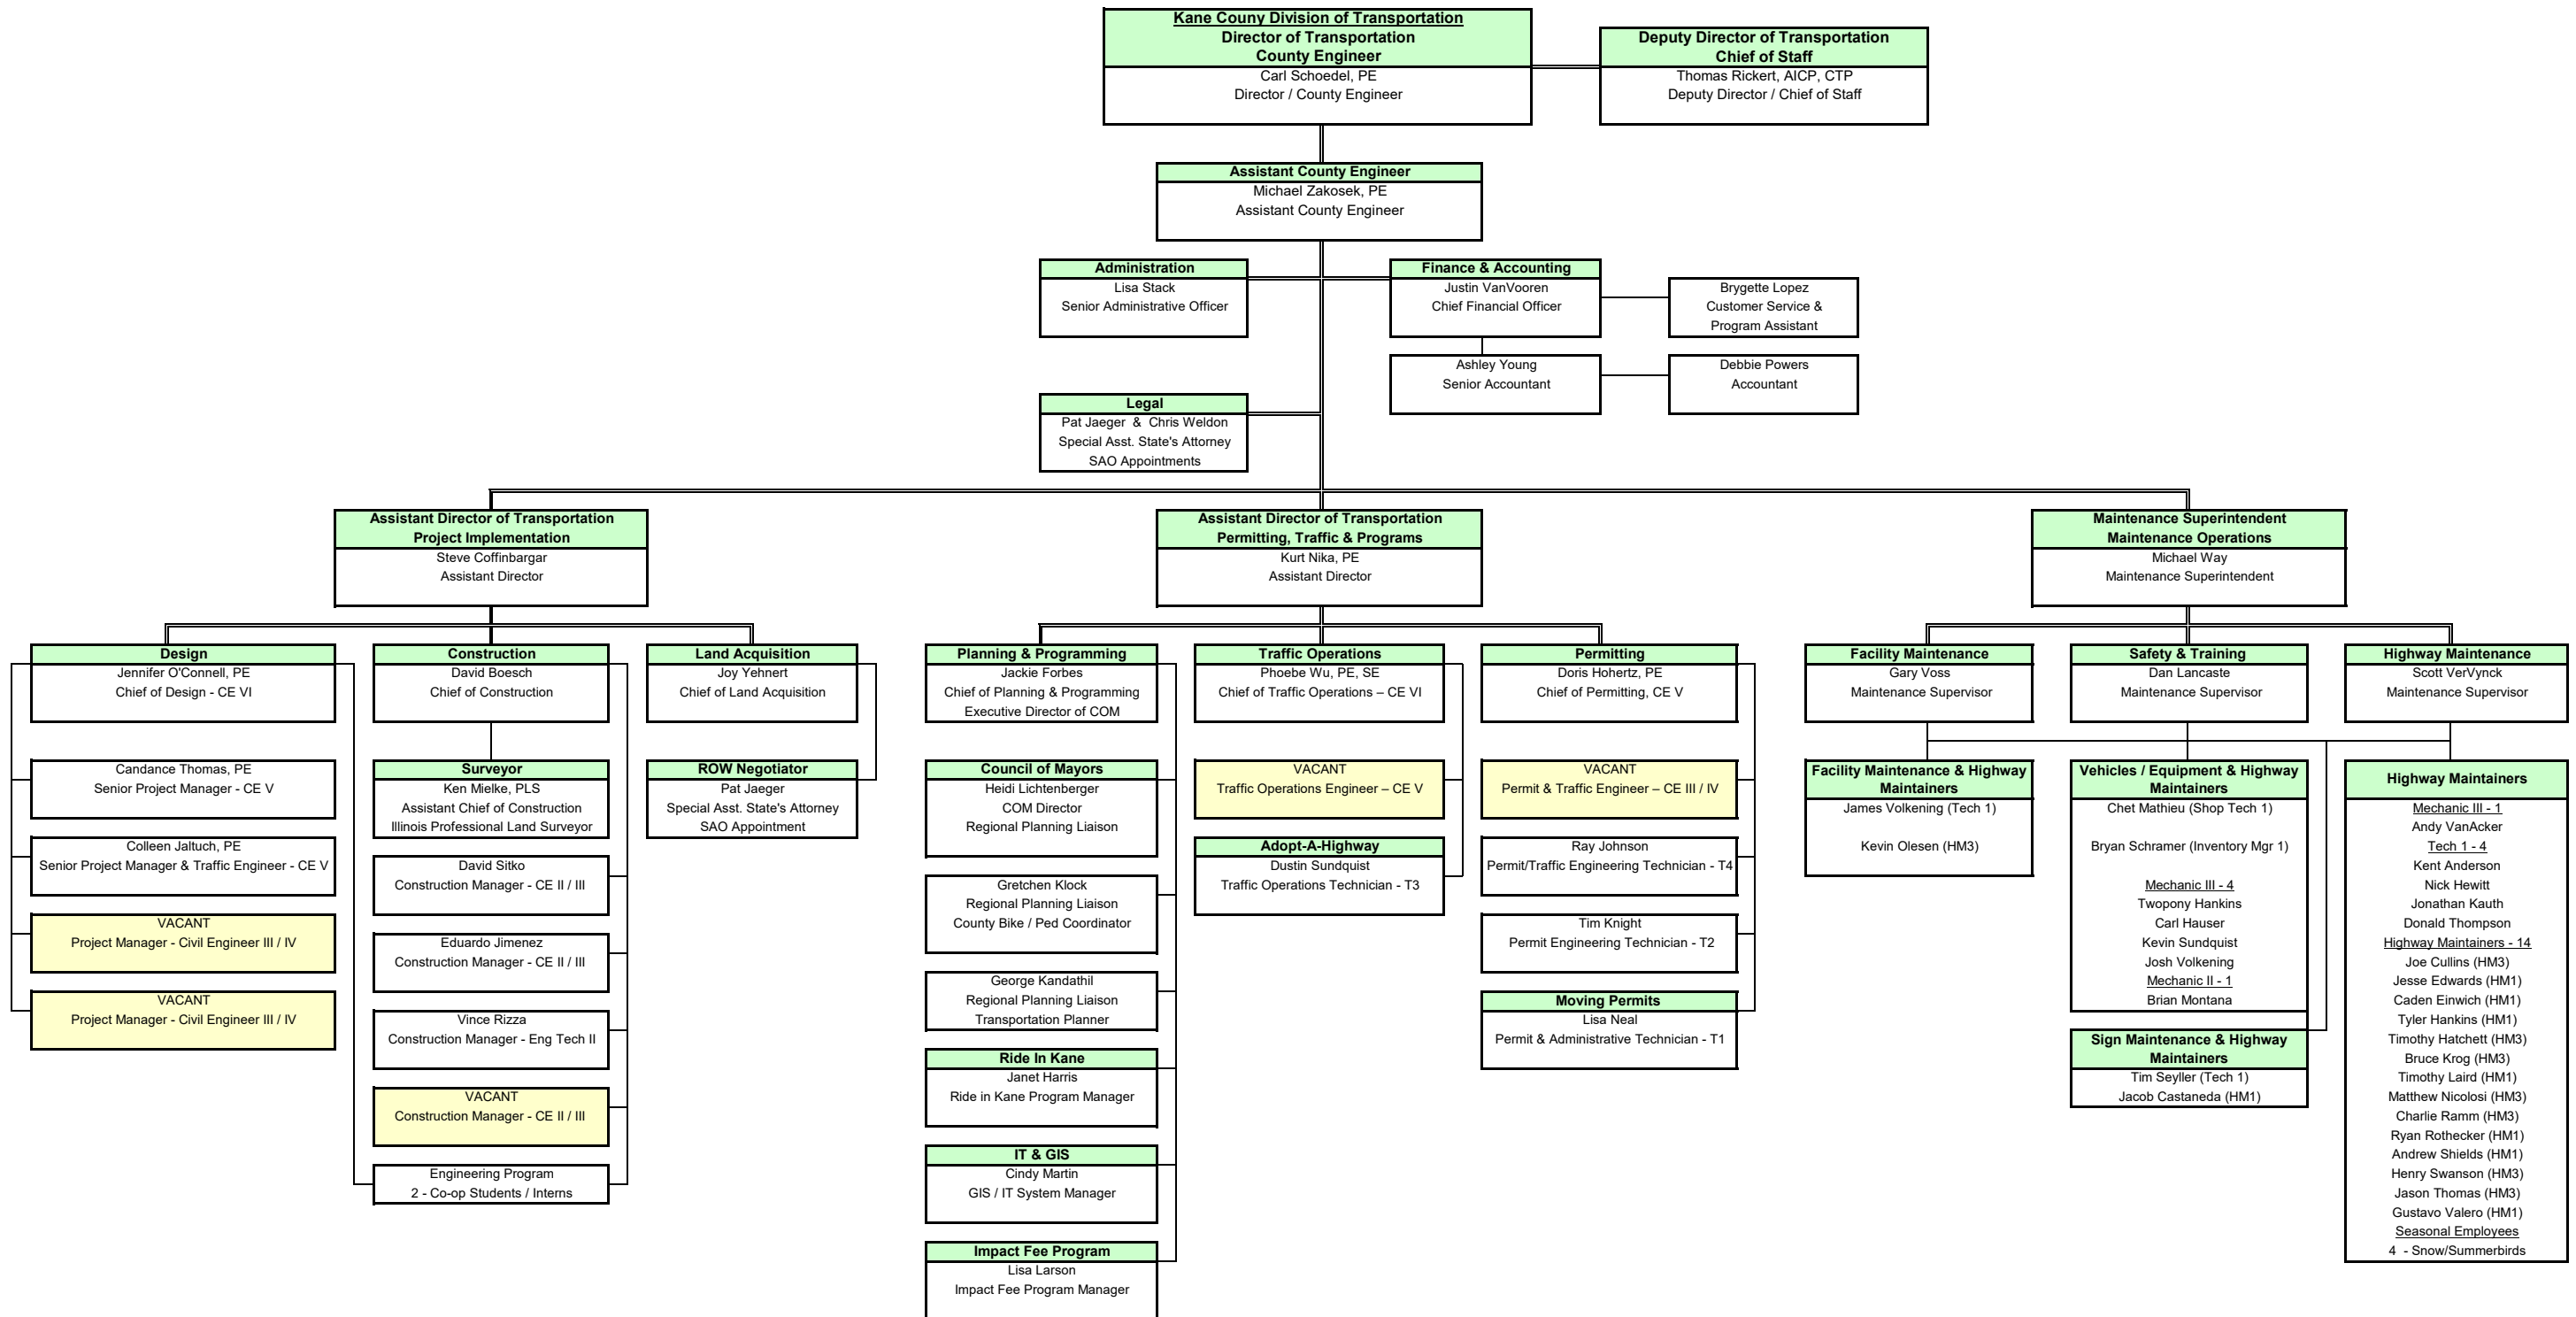 Kane Couny Division of Transportation
Director of Transportation
County Engineer
Carl Schoedel, PE
Director / County Engineer
Deputy Director of Transportation
Chief of Staff
Thomas Rickert, AICP, CTP
Deputy Director / Chief of Staff
Assistant County Engineer
Michael Zakosek, PE
Assistant County Engineer
Administration
Lisa Stack
Senior Administrative Officer
Finance & Accounting
Justin VanVooren
Chief Financial Officer
Brygette Lopez
Customer Service &
Program Assistant
Ashley Young
Senior Accountant
Debbie Powers
Accountant
Legal
Pat Jaeger & Chris Weldon
Special Asst. State's Attorney
SAO Appointments
Assistant Director of Transportation
Project Implementation
Steve Coffinbargar
Assistant Director
Assistant Director of Transportation
Permitting, Traffic & Programs
Kurt Nika, PE
Assistant Director
Maintenance Superintendent
Maintenance Operations
Michael Way
Maintenance Superintendent
Design
Jennifer O'Connell, PE
Chief of Design - CE VI
Candance Thomas, PE
Senior Project Manager - CE V
Colleen Jaltuch, PE
Senior Project Manager & Traffic Engineer - CE V
VACANT
Project Manager - Civil Engineer III / IV
VACANT
Project Manager - Civil Engineer III / IV
Construction
David Boesch
Chief of Construction
Surveyor
Ken Mielke, PLS
Assistant Chief of Construction
Illinois Professional Land Surveyor
David Sitko
Construction Manager - CE II / III
Eduardo Jimenez
Construction Manager - CE II / III
Vince Rizza
Construction Manager - Eng Tech II
VACANT
Construction Manager - CE II / III
Engineering Program
2 - Co-op Students / Interns
Land Acquisition
Joy Yehnert
Chief of Land Acquisition
ROW Negotiator
Pat Jaeger
Special Asst. State's Attorney
SAO Appointment
Planning & Programming
Jackie Forbes
Chief of Planning & Programming
Executive Director of COM
Council of Mayors
Heidi Lichtenberger
COM Director
Regional Planning Liaison
Gretchen Klock
Regional Planning Liaison
County Bike / Ped Coordinator
George Kandathil
Regional Planning Liaison
Transportation Planner
Ride In Kane
Janet Harris
Ride in Kane Program Manager
IT & GIS
Cindy Martin
GIS / IT System Manager
Impact Fee Program
Lisa Larson
Impact Fee Program Manager
Traffic Operations
Phoebe Wu, PE, SE
Chief of Traffic Operations – CE VI
VACANT
Traffic Operations Engineer – CE V
Adopt-A-Highway
Dustin Sundquist
Traffic Operations Technician - T3
Permitting
Doris Hohertz, PE
Chief of Permitting, CE V
VACANT
Permit & Traffic Engineer – CE III / IV
Ray Johnson
Permit/Traffic Engineering Technician - T4
Tim Knight
Permit Engineering Technician - T2
Moving Permits
Lisa Neal
Permit & Administrative Technician - T1
Facility Maintenance
Gary Voss
Maintenance Supervisor
Facility Maintenance & Highway
Maintainers
James Volkening (Tech 1)
Kevin Olesen (HM3)
Safety & Training
Dan Lancaste
Maintenance Supervisor
Vehicles / Equipment & Highway
Maintainers
Chet Mathieu (Shop Tech 1)
Bryan Schramer (Inventory Mgr 1)
Mechanic III - 4
Twopony Hankins
Carl Hauser
Kevin Sundquist
Josh Volkening
Mechanic II - 1
Brian Montana
Sign Maintenance & Highway
Maintainers
Tim Seyller (Tech 1)
Jacob Castaneda (HM1)
Highway Maintenance
Scott VerVynck
Maintenance Supervisor
Highway Maintainers
Mechanic III - 1
Andy VanAcker
Tech 1 - 4
Kent Anderson
Nick Hewitt
Jonathan Kauth
Donald Thompson
Highway Maintainers - 14
Joe Cullins (HM3)
Jesse Edwards (HM1)
Caden Einwich (HM1)
Tyler Hankins (HM1)
Timothy Hatchett (HM3)
Bruce Krog (HM3)
Timothy Laird (HM1)
Matthew Nicolosi (HM3)
Charlie Ramm (HM3)
Ryan Rothecker (HM1)
Andrew Shields (HM1)
Henry Swanson (HM3)
Jason Thomas (HM3)
Gustavo Valero (HM1)
Seasonal Employees
4 - Snow/Summerbirds